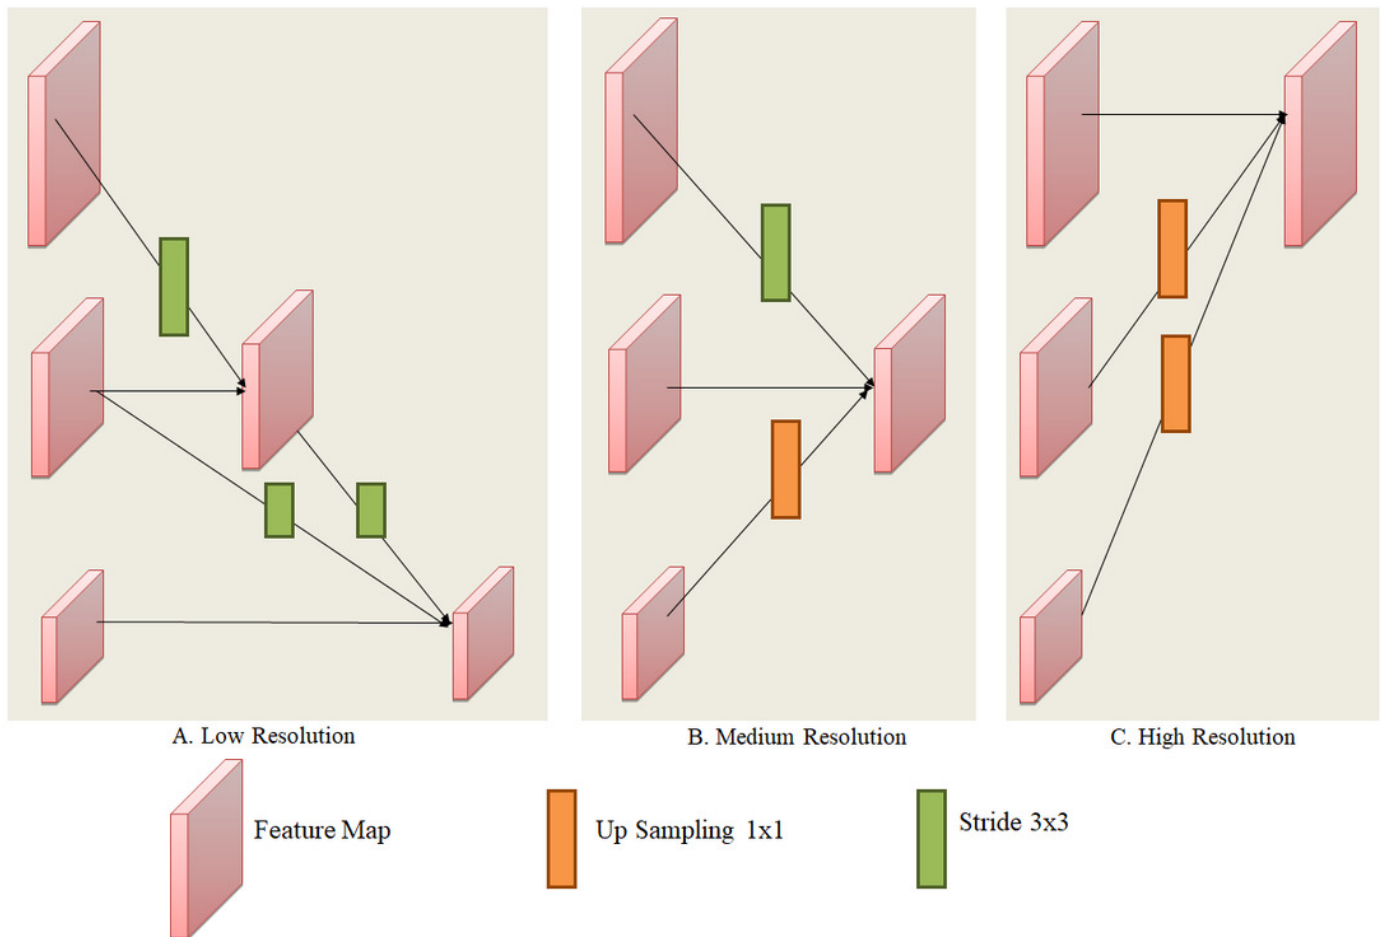 A. Low Resolution
B. Medium Resolution
C. High Resolution
Feature Map
Up Sampling 1x1
Stride 3x3